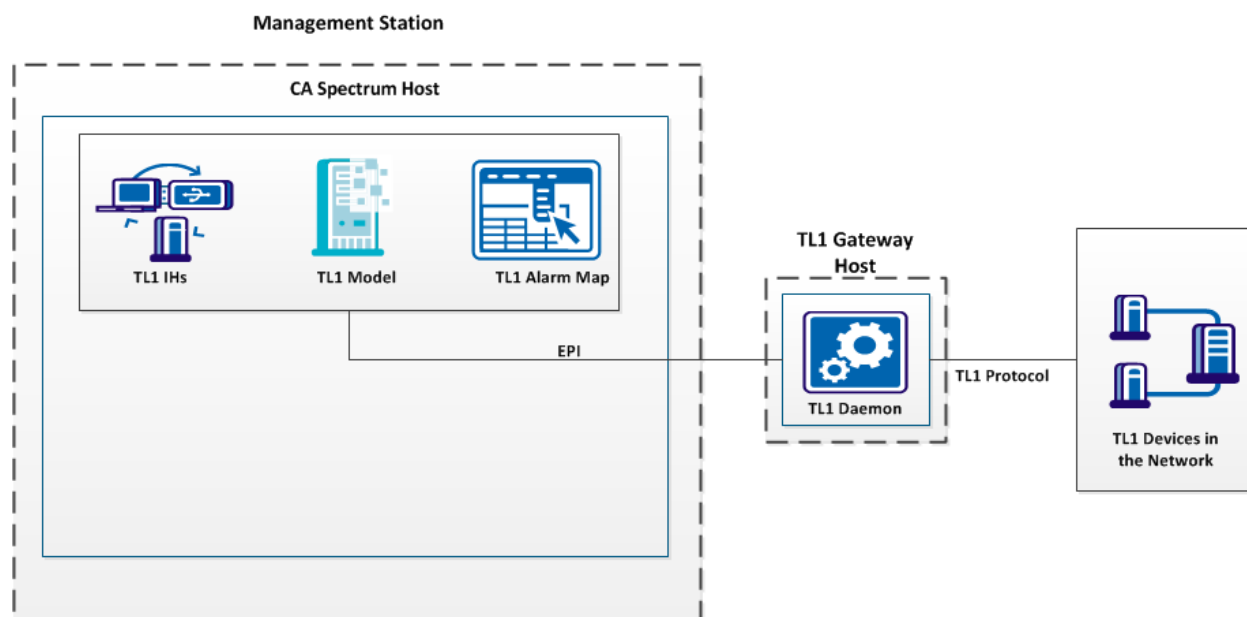 Management Station
CA Spectrum Host
TL1 IHs
TL1 Model
TL1 Alarm Map
EPI
TL1 Gateway
Host
TL1 Daemon
TL1 Protocol
TL1 Devices in
the Network